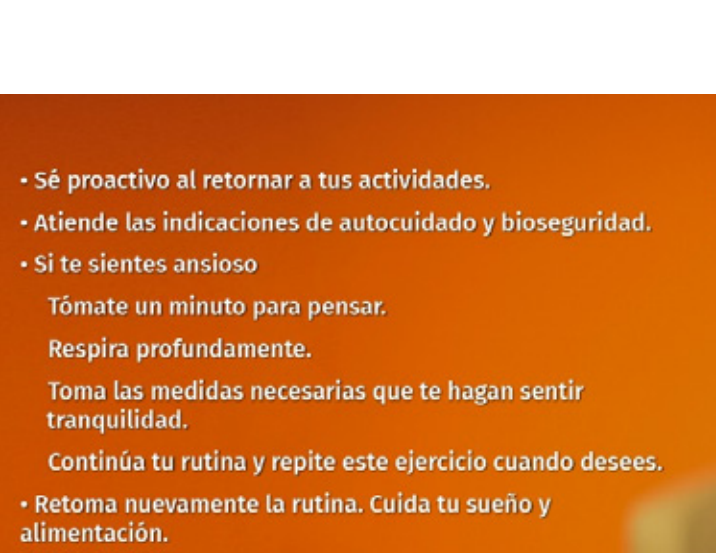 • Sé proactivo al retornar a tus actividades.
• Atiende las indicaciones de autocuidado y bioseguridad.
• Si te sientes ansioso
Tómate un minuto para pensar.
Respira profundamente.
Toma las medidas necesarias que te hagan sentir
tranquilidad.
Continúa tu rutina y repite este ejercicio cuando desees.
• Retoma nuevamente la rutina. Cuida tu sueño y
alimentación.